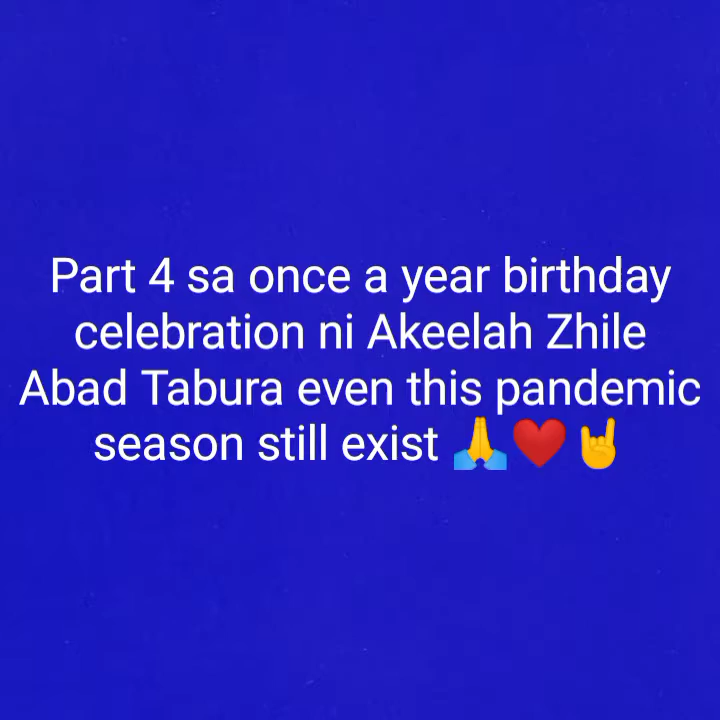 Part 4 sa once a year birthday
celebration ni Akeelah Zhile
Abad Tabura even this pandemic
season still exist 🙏❤️🤘